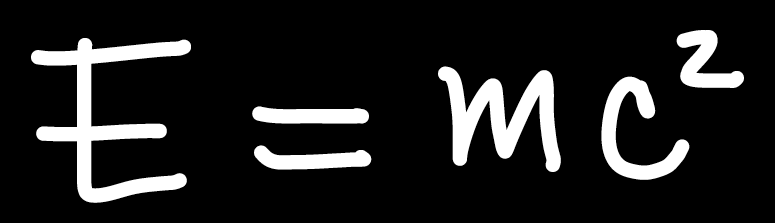 E = mc²